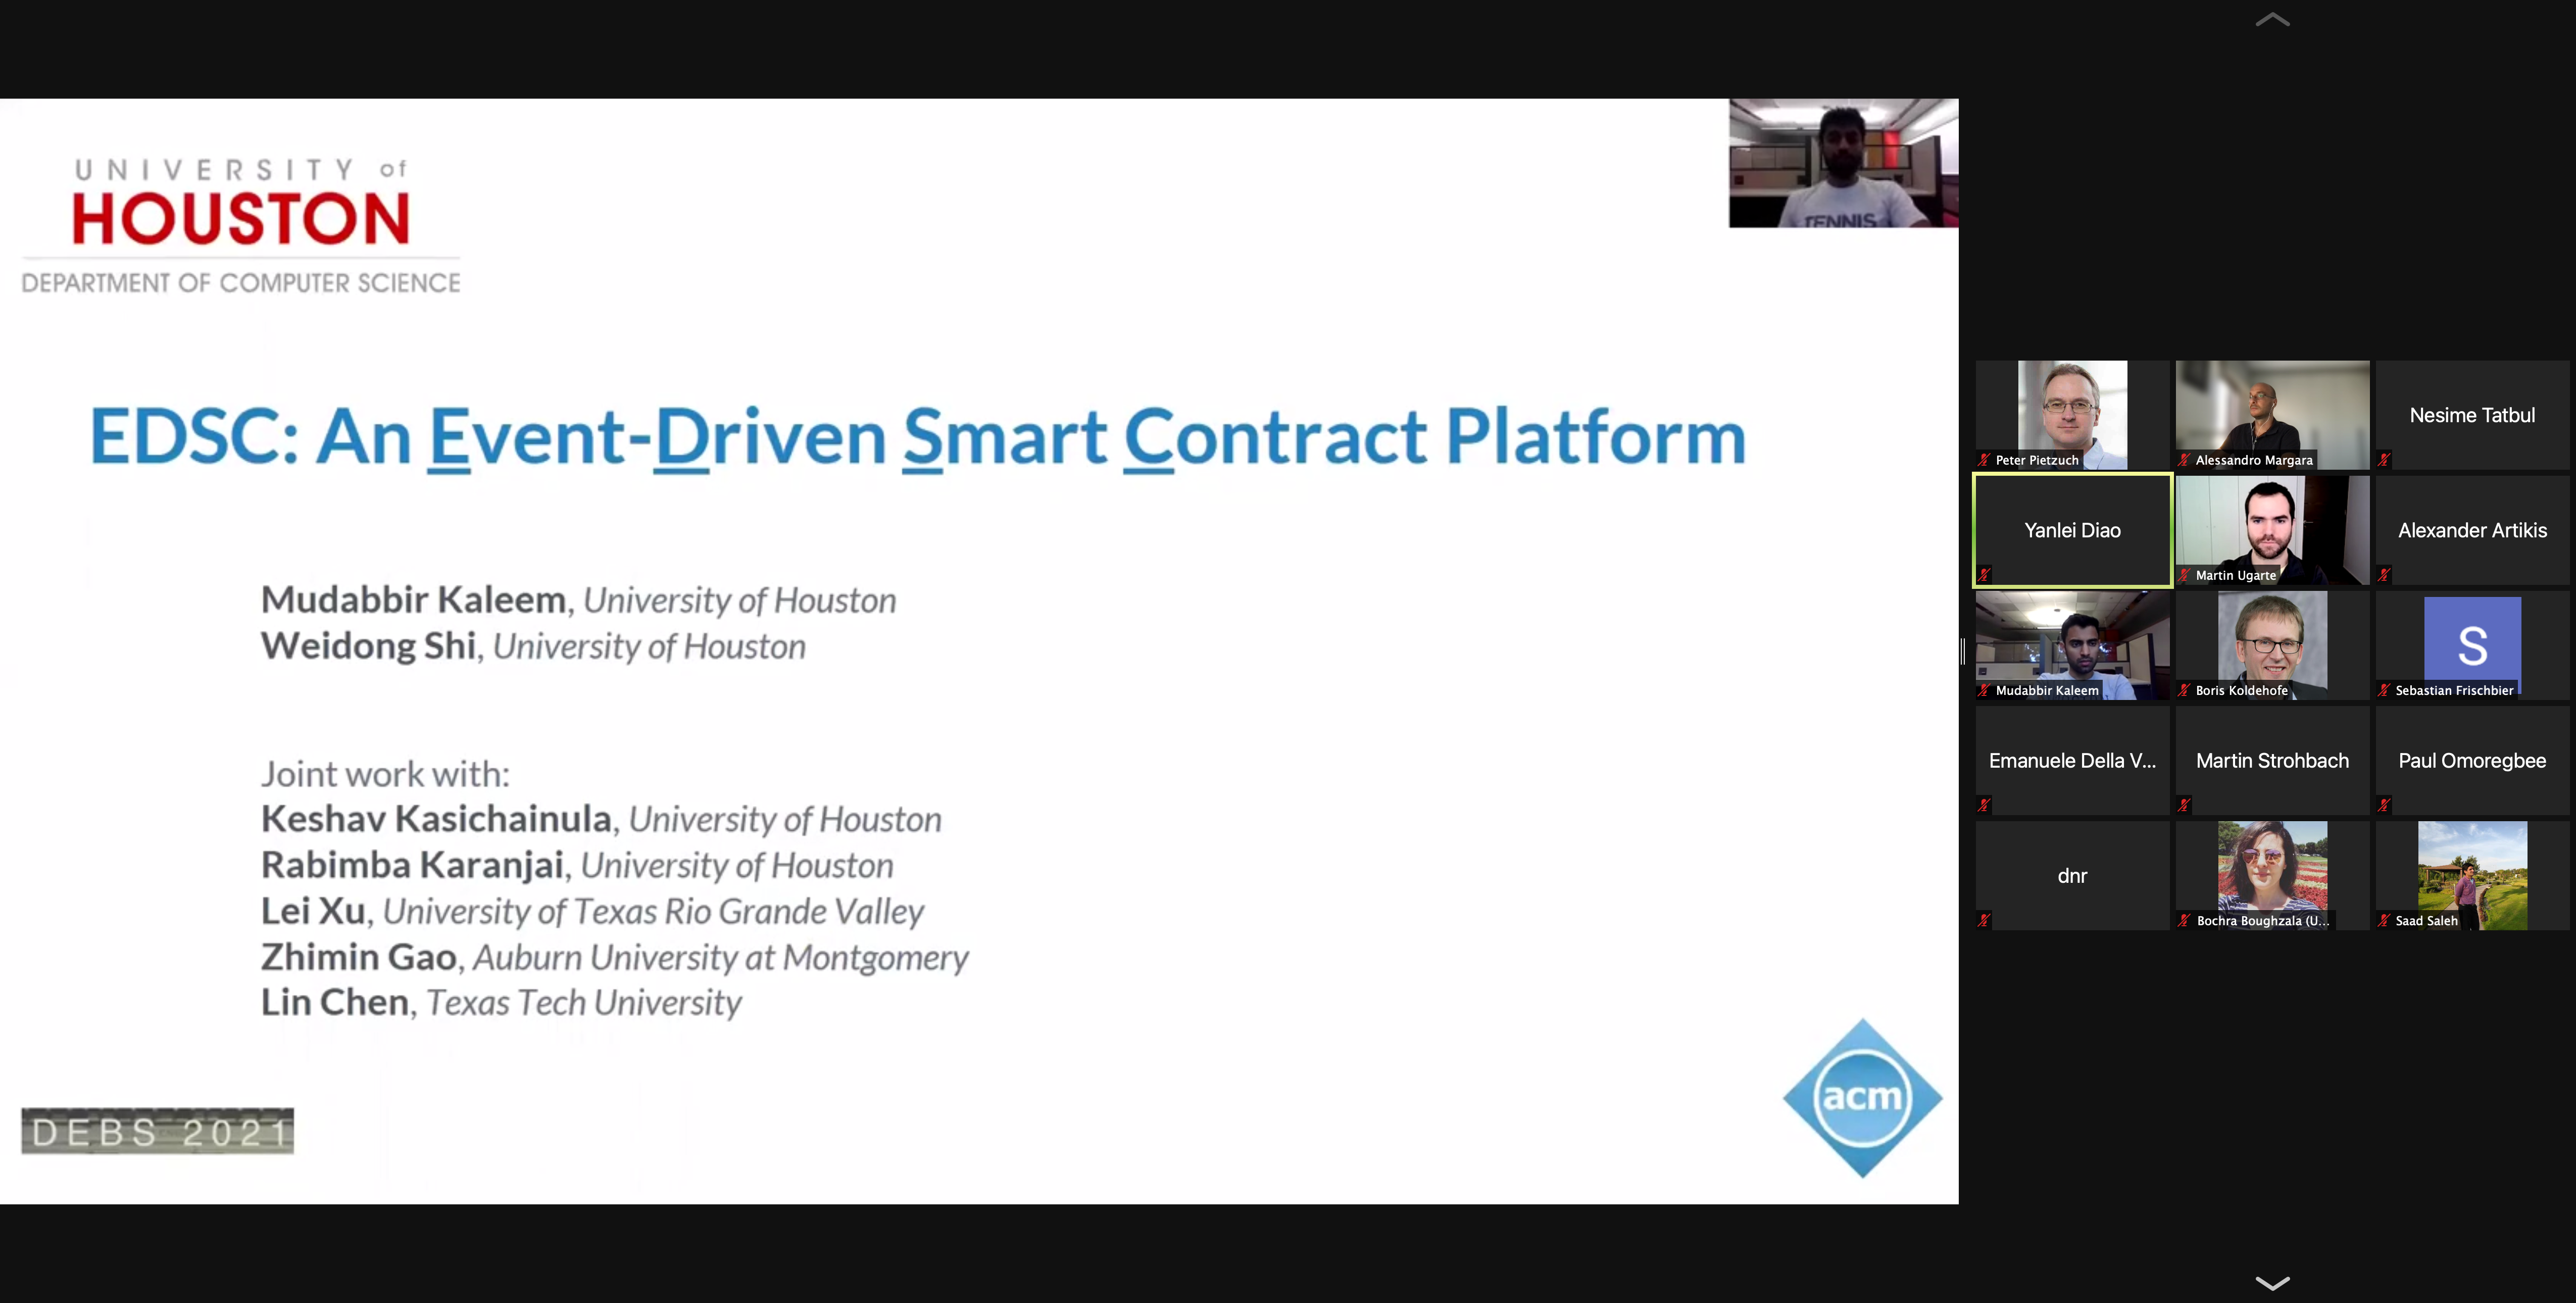 UNIVERSITY of
HOUSTON
DEPARTMENT OF COMPUTER SCIENCE
TENNIS
EDSC: An Event-Driven Smart Contract Platform
Mudabbir Kaleem, University of Houston
Weidong Shi, University of Houston
Joint work with:
Keshav Kasichainula, University of Houston
Rabimba Karanjai, University of Houston
Lei Xu, University of Texas Rio Grande Valley
Zhimin Gao, Auburn University at Montgomery
Lin Chen, Texas Tech University
DEBS 2021
acm
Peter Pietzuch
Alessandro Margara
Nesime Tatbul
Yanlei Diao
Martin Ugarte
Alexander Artikis
Mudabbir Kaleem
Boris Koldehofe
S
Sebastian Frischbier
Emanuele Della V...
Martin Strohbach
Paul Omoregbee
dnr
Bochra Boughzala (U...
Saad Saleh